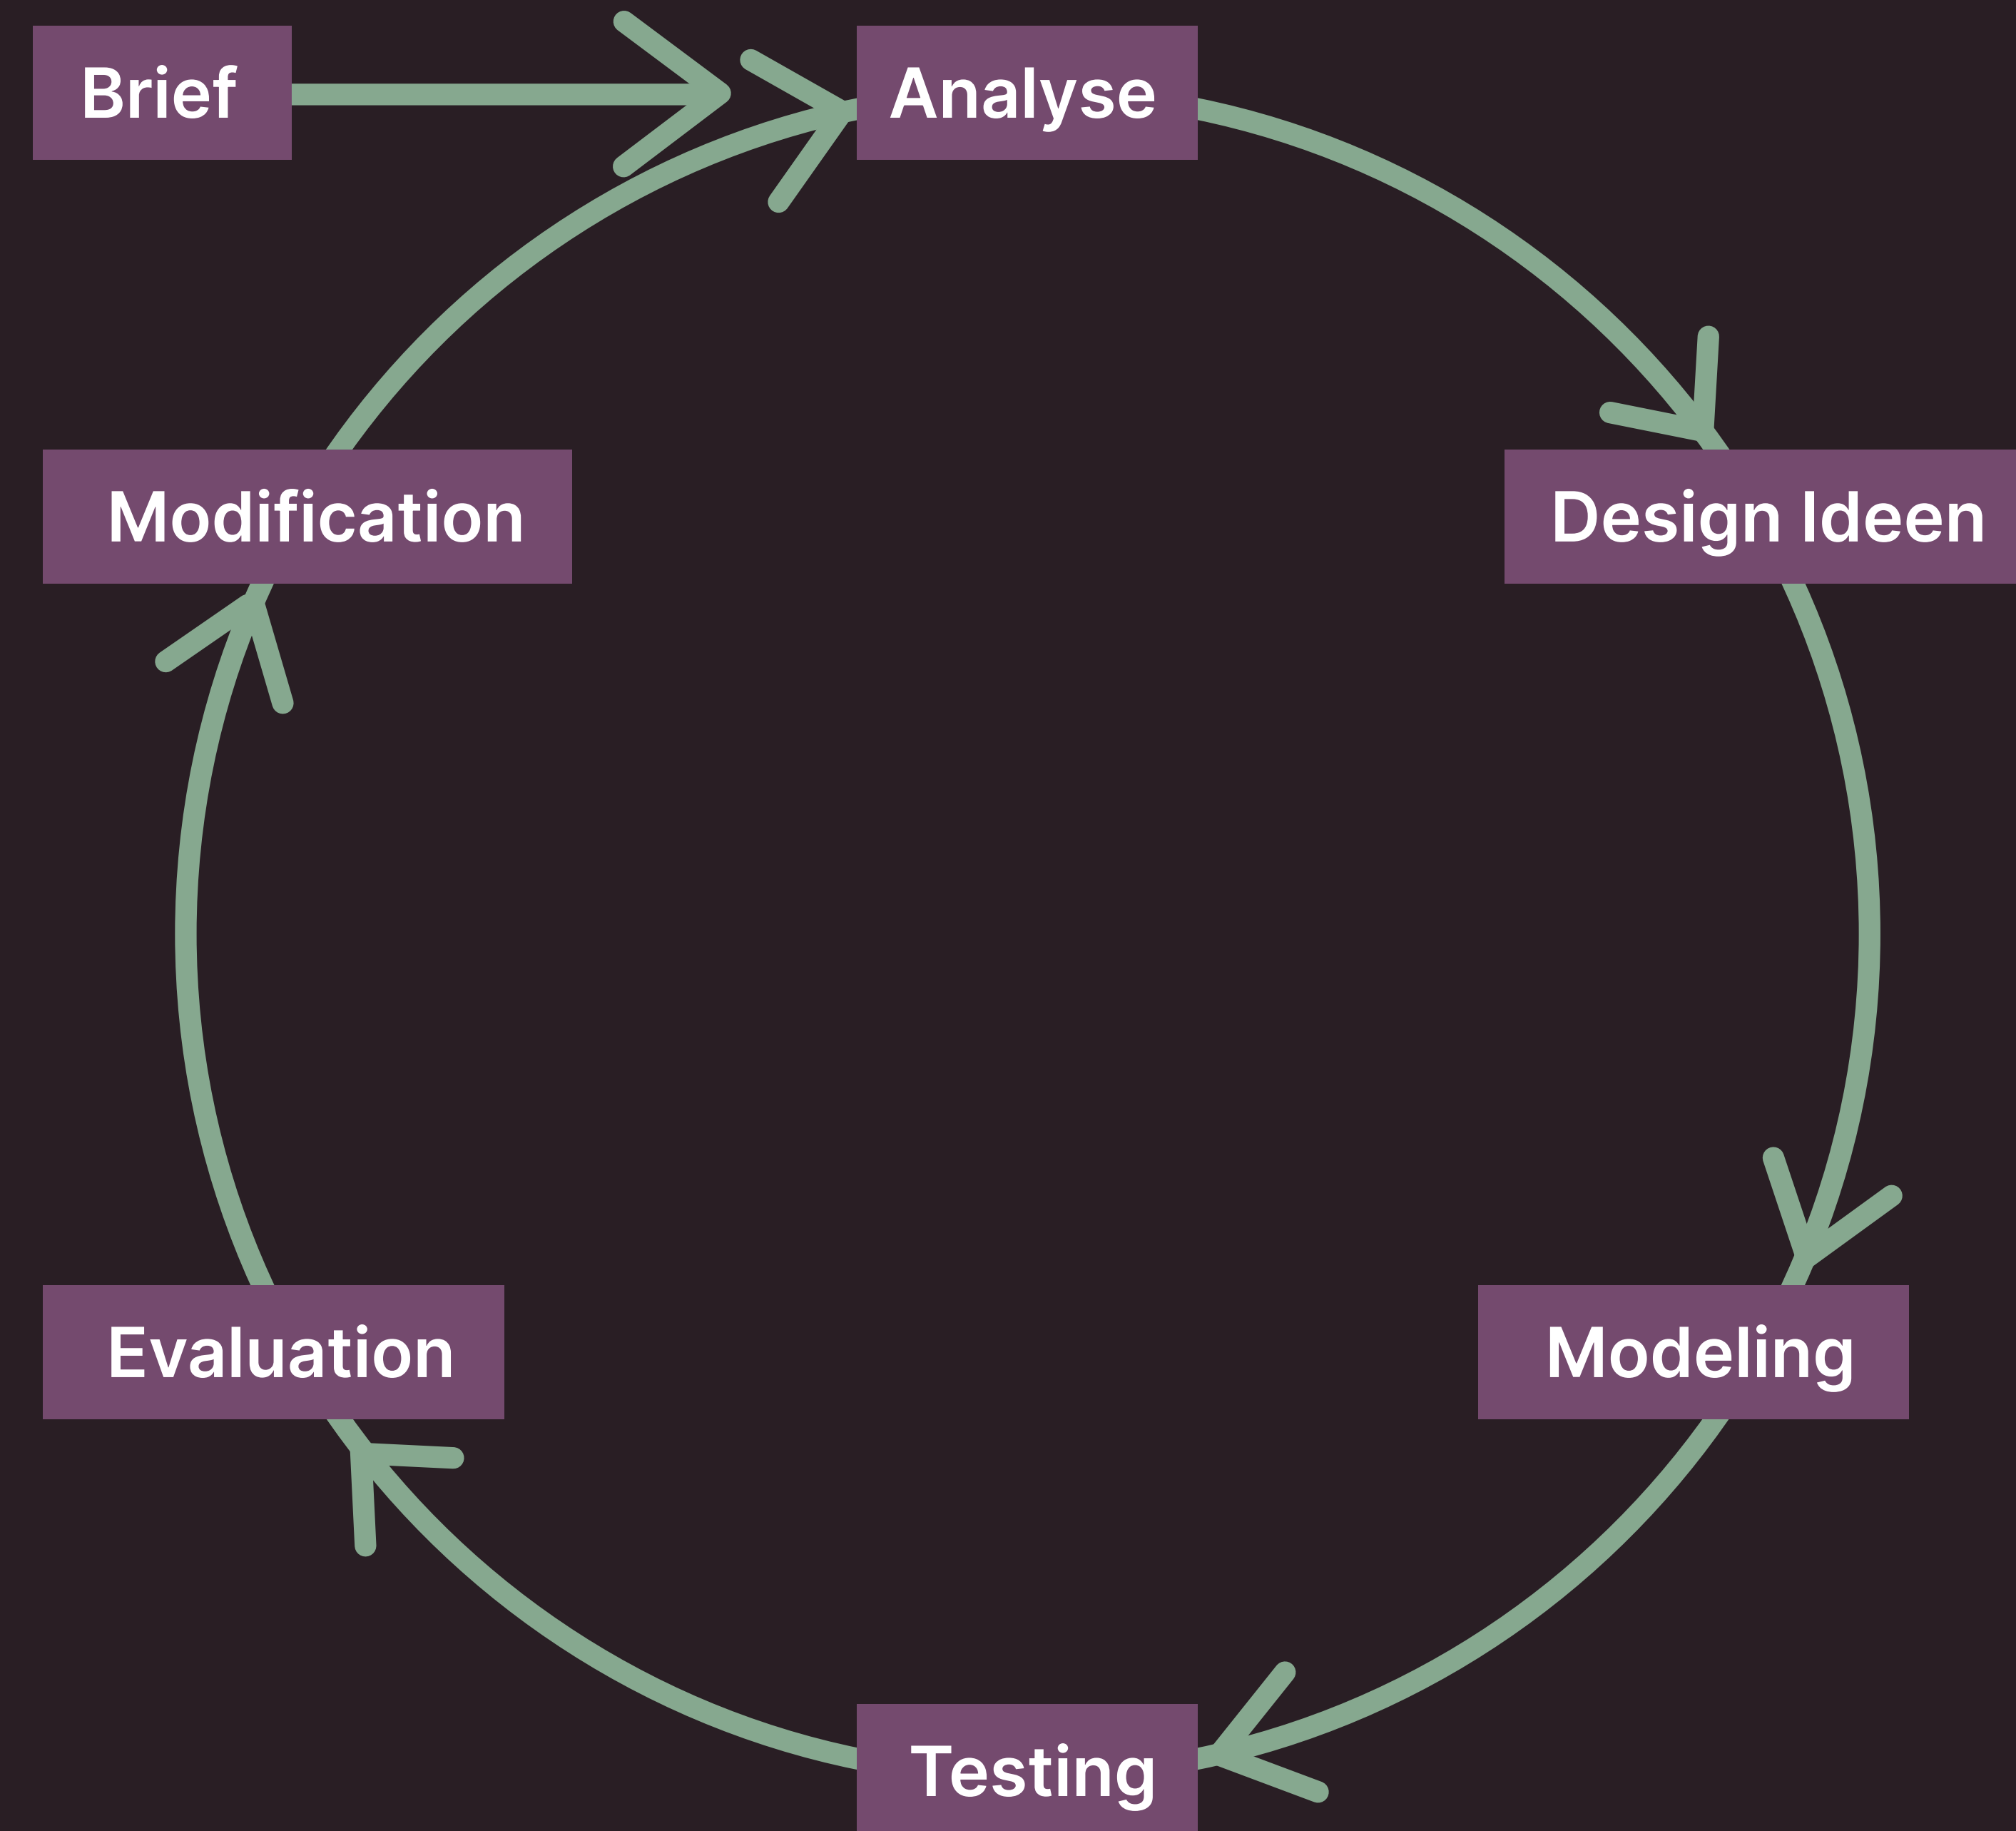 Brief
Analyse
Modification
Design Ideen
Evaluation
Modeling
Testing